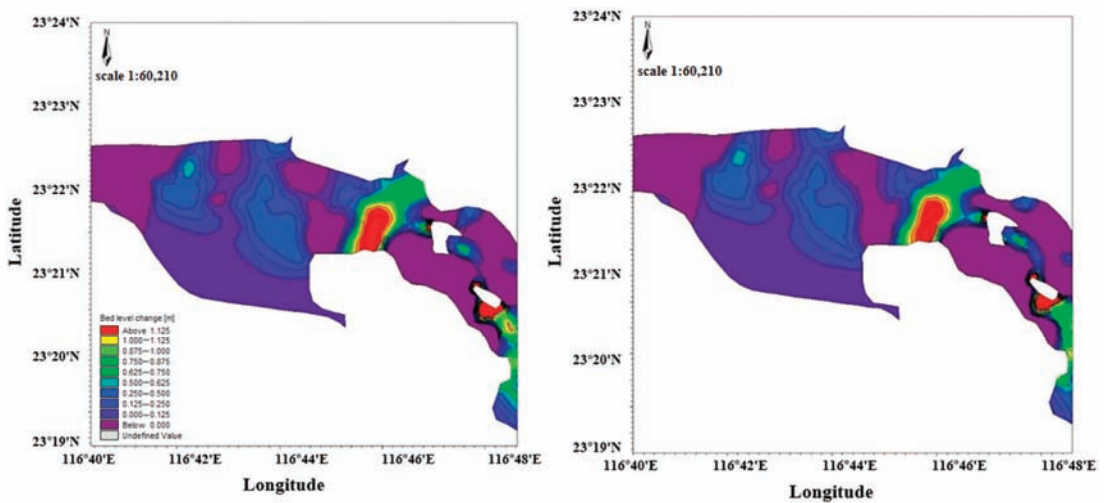 23°24'N
23°23'N
23°22'N
23°21'N
23°20'N
23°19'N
Latitude
N
scale 1:60,210
Bed level change [m]
Above 1.125
1.000−1.125
0.875−1.000
0.750−0.875
0.625−0.750
0.500−0.625
0.250−0.500
0.125−0.250
0.000−0.125
Below 0.000
Undefined Value
116°40'E 116°42'E 116°44'E 116°46'E 116°48'E
Longitude
23°24'N
23°23'N
23°22'N
23°21'N
23°20'N
23°19'N
Latitude
N
scale 1:60,210
116°40'E 116°42'E 116°44'E 116°46'E 116°48'E
Longitude